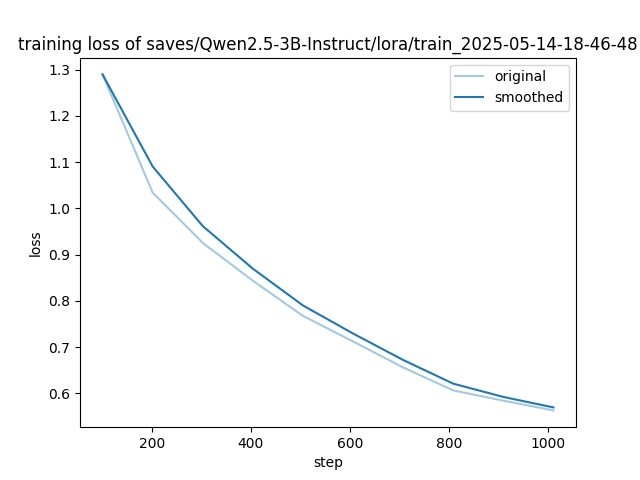 training loss of saves/Qwen2.5-3B-Instruct/lora/train_2025-05-14-18-46-48
original
smoothed
1.3
1.2
1.1
1.0
0.9
0.8
0.7
0.6
loss
200 400 600 800 1000
step